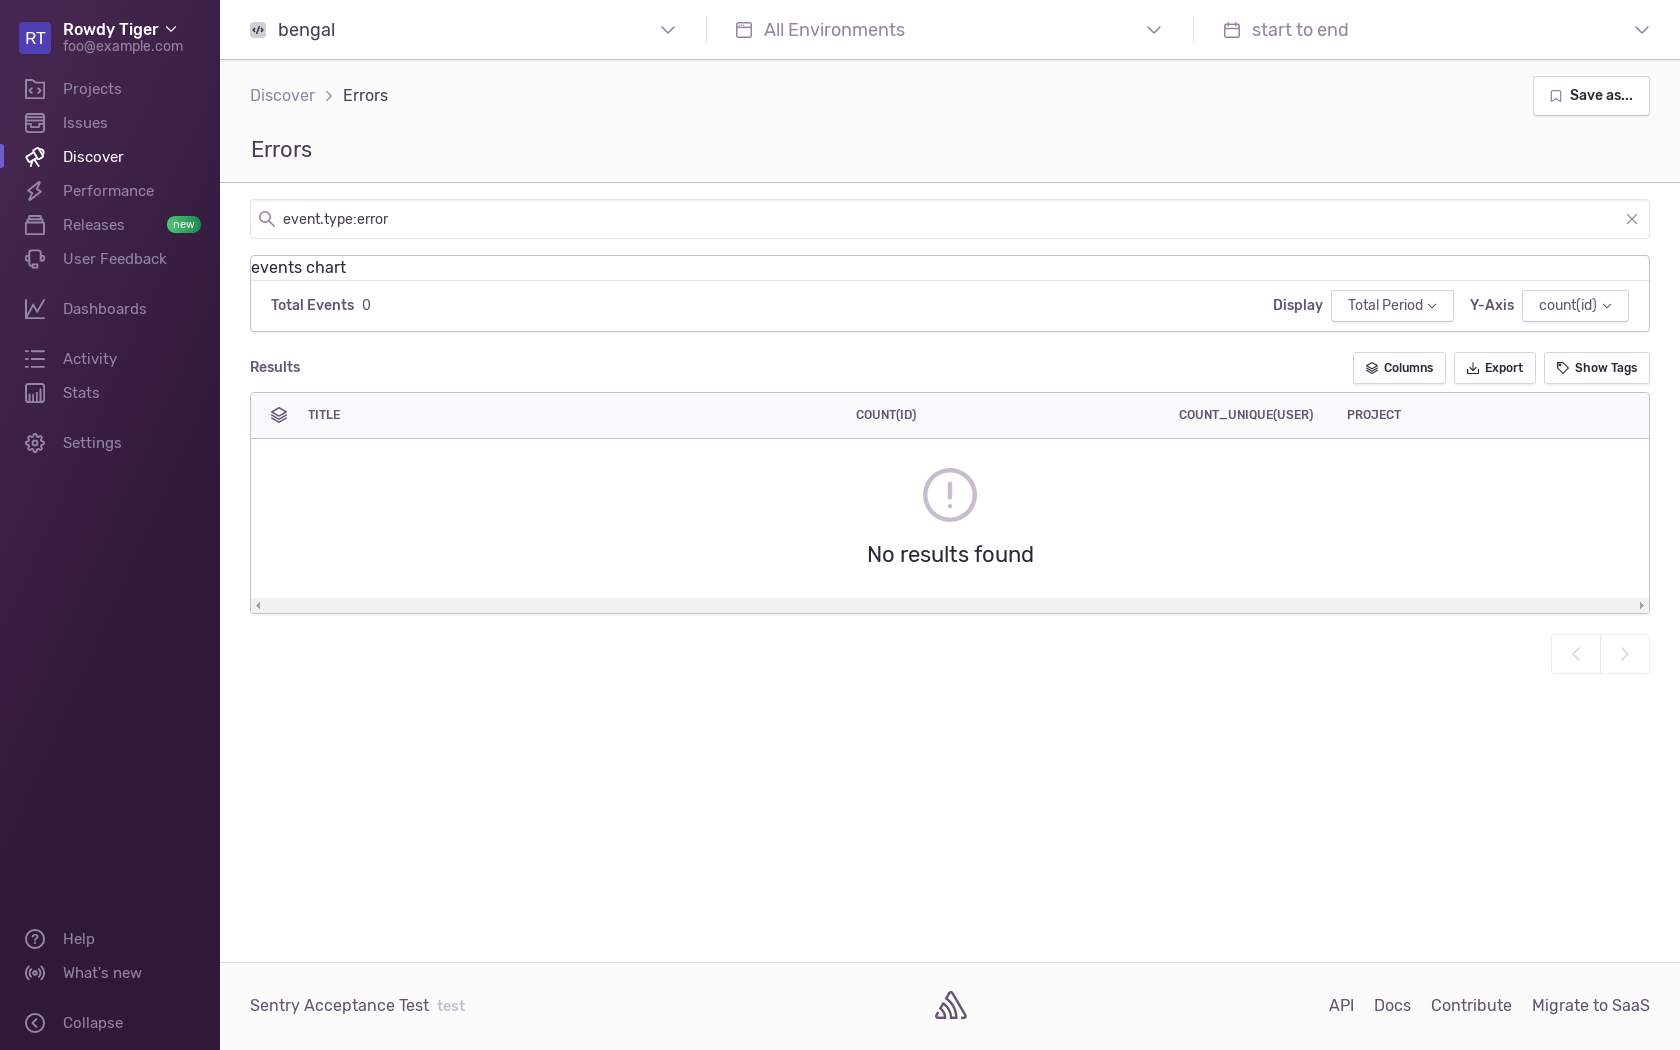 RT
Rowdy Tiger
foo@example.com
Projects
Issues
Discover
Performance
Releases new
User Feedback
Dashboards
Activity
Stats
Settings
Help
What's new
Collapse
bengal
All Environments
start to end
Discover > Errors
Save as...
Errors
event.type:error
events chart
Total Events 0
Display Total Period Y-Axis count(id)
Results
Columns Export Show Tags
TITLE COUNT(ID) COUNT_UNIQUE(USER) PROJECT
No results found
Sentry Acceptance Test test
API Docs Contribute Migrate to SaaS